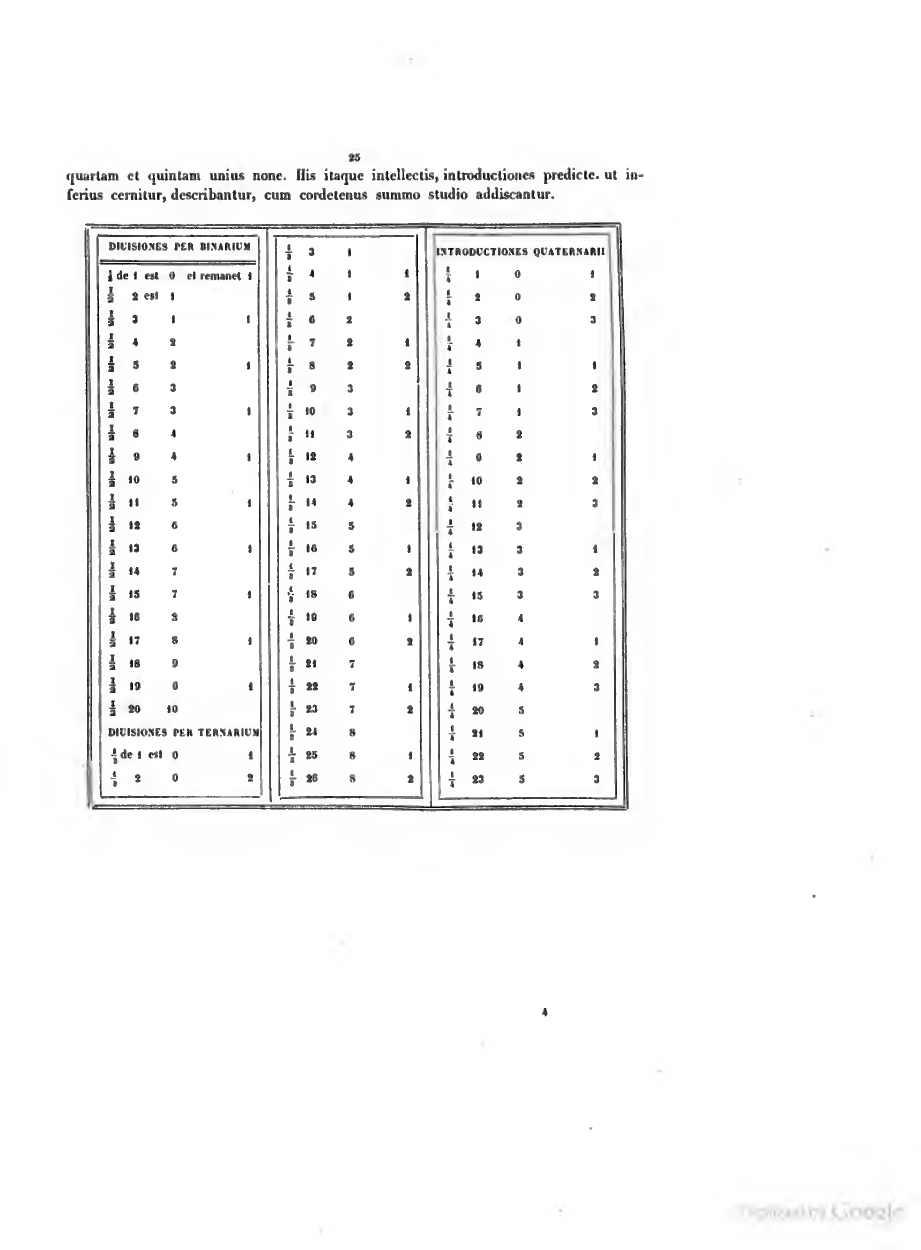 25
quartam et quintam unius none. His itaque intellectis, introductiones predicte. ut in-
ferius cernitur, describantur, cum cordetenus summo studio addiscantur.
DIUISIONES PER BINARIUM
1/2 de 1 est 0 et remanet 1
1/2 2 est 1
1/2 3 1 1
1/2 4 2
1/2 5 2 1
1/2 6 3
1/2 7 3 1
1/2 8 4
1/2 9 4 1
1/2 10 5
1/2 11 5 1
1/2 12 6
1/2 13 6 1
1/2 14 7
1/2 15 7 1
1/2 16 8
1/2 17 8 1
1/2 18 9
1/2 19 9 1
1/2 20 10
DIUISIONES PER TERNARIUM
1/3 de 1 est 0 1
1/3 2 0 2
1/3 3 1
1/3 4 1 1
1/3 5 1 2
1/3 6 2
1/3 7 2 1
1/3 8 2 2
1/3 9 3
1/3 10 3 1
1/3 11 3 2
1/3 12 4
1/3 13 4 1
1/3 14 4 2
1/3 15 5
1/3 16 5 1
1/3 17 5 2
1/3 18 6
1/3 19 6 1
1/3 20 6 2
1/3 21 7
1/3 22 7 1
1/3 23 7 2
1/3 24 8
1/3 25 8 1
1/3 26 8 2
INTRODUCTIONES QUATERNARII
1/4 1 0 1
1/4 2 0 2
1/4 3 0 3
1/4 4 1
1/4 5 1 1
1/4 6 1 2
1/4 7 1 3
1/4 8 2
1/4 9 2 1
1/4 10 2 2
1/4 11 2 3
1/4 12 3
1/4 13 3 1
1/4 14 3 2
1/4 15 3 3
1/4 16 4
1/4 17 4 1
1/4 18 4 2
1/4 19 4 3
1/4 20 5
1/4 21 5 1
1/4 22 5 2
1/4 23 5 3
4
Digitized by Google